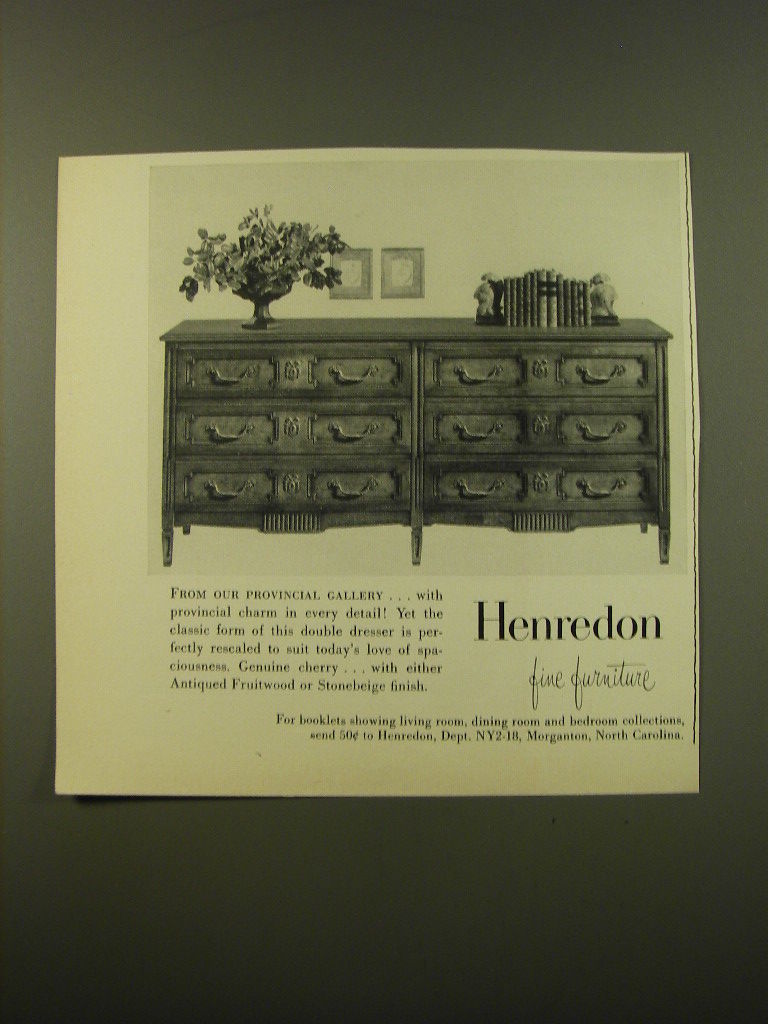 FROM OUR PROVINCIAL GALLERY . . . with
provincial charm in every detail! Yet the
classic form of this double dresser is per-
fectly rescaled to suit today's love of spa-
ciousness. Genuine cherry . . . with either
Antiqued Fruitwood or Stonebeige finish.
Henredon
fine furniture
For booklets showing living room, dining room and bedroom collections,
send 50¢ to Henredon, Dept. NY2-18, Morganton, North Carolina.